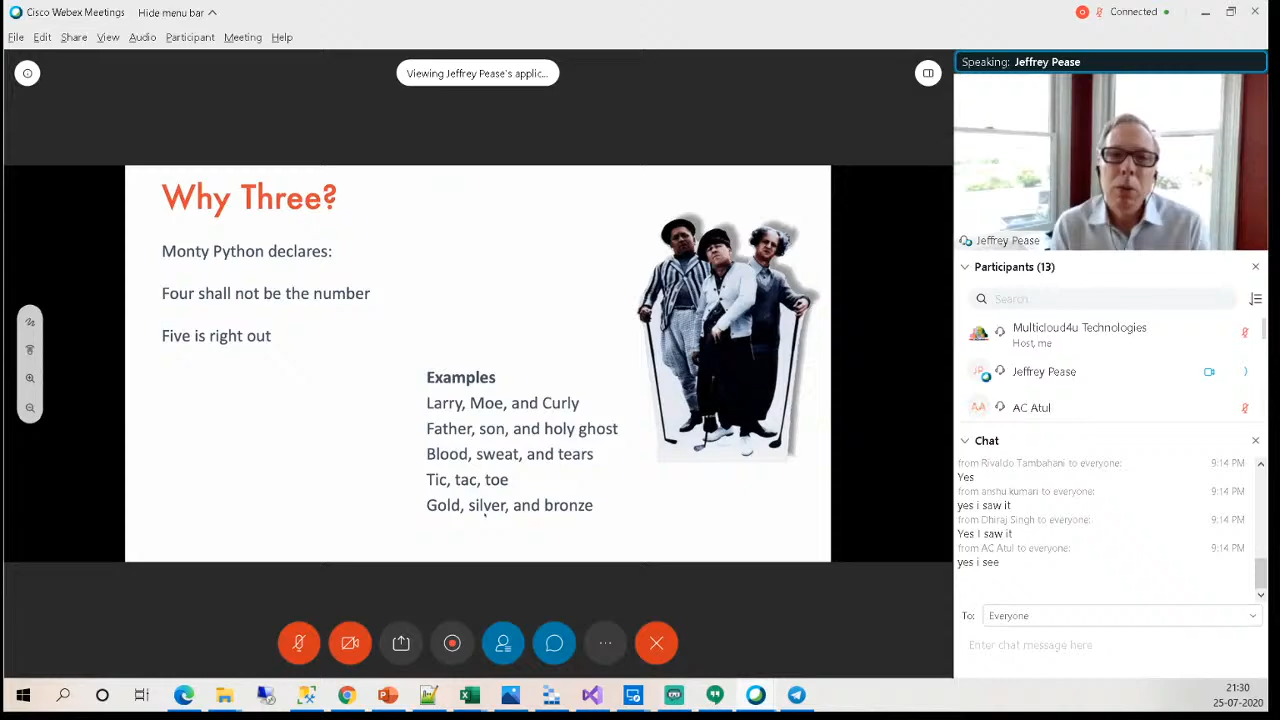 Cisco Webex Meetings
Hide menu bar
Connected
File Edit Share View Audio Participant Meeting Help
Viewing Jeffrey Pease's applic...
Speaking: Jeffrey Pease
Why Three?
Monty Python declares:
Four shall not be the number
Five is right out
Examples
Larry, Moe, and Curly
Father, son, and holy ghost
Blood, sweat, and tears
Tic, tac, toe
Gold, silver, and bronze
Jeffrey Pease
Participants (13)
Search
Multicloud4u Technologies
Host, me
JP Jeffrey Pease
AA AC Atul
Chat
from Rivaldo Tambahani to everyone: 9:14 PM
Yes
from anshu kumari to everyone: 9:14 PM
yes i saw it
from Dhiraj Singh to everyone: 9:14 PM
Yes I saw it
from AC Atul to everyone: 9:14 PM
yes i see
To: Everyone
Enter chat message here
21:30
25-07-2020